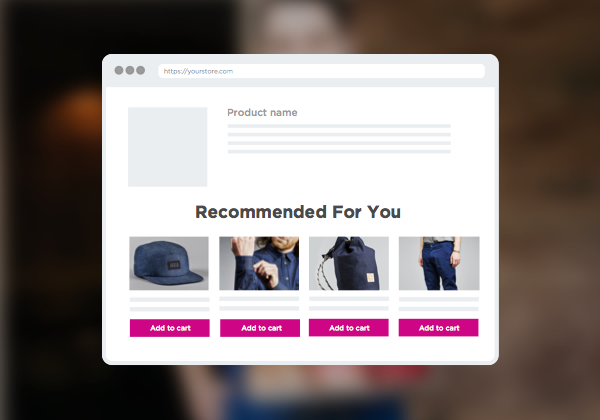 https://yourstore.com
Product name
Recommended For You
Add to cart
Add to cart
Add to cart
Add to cart